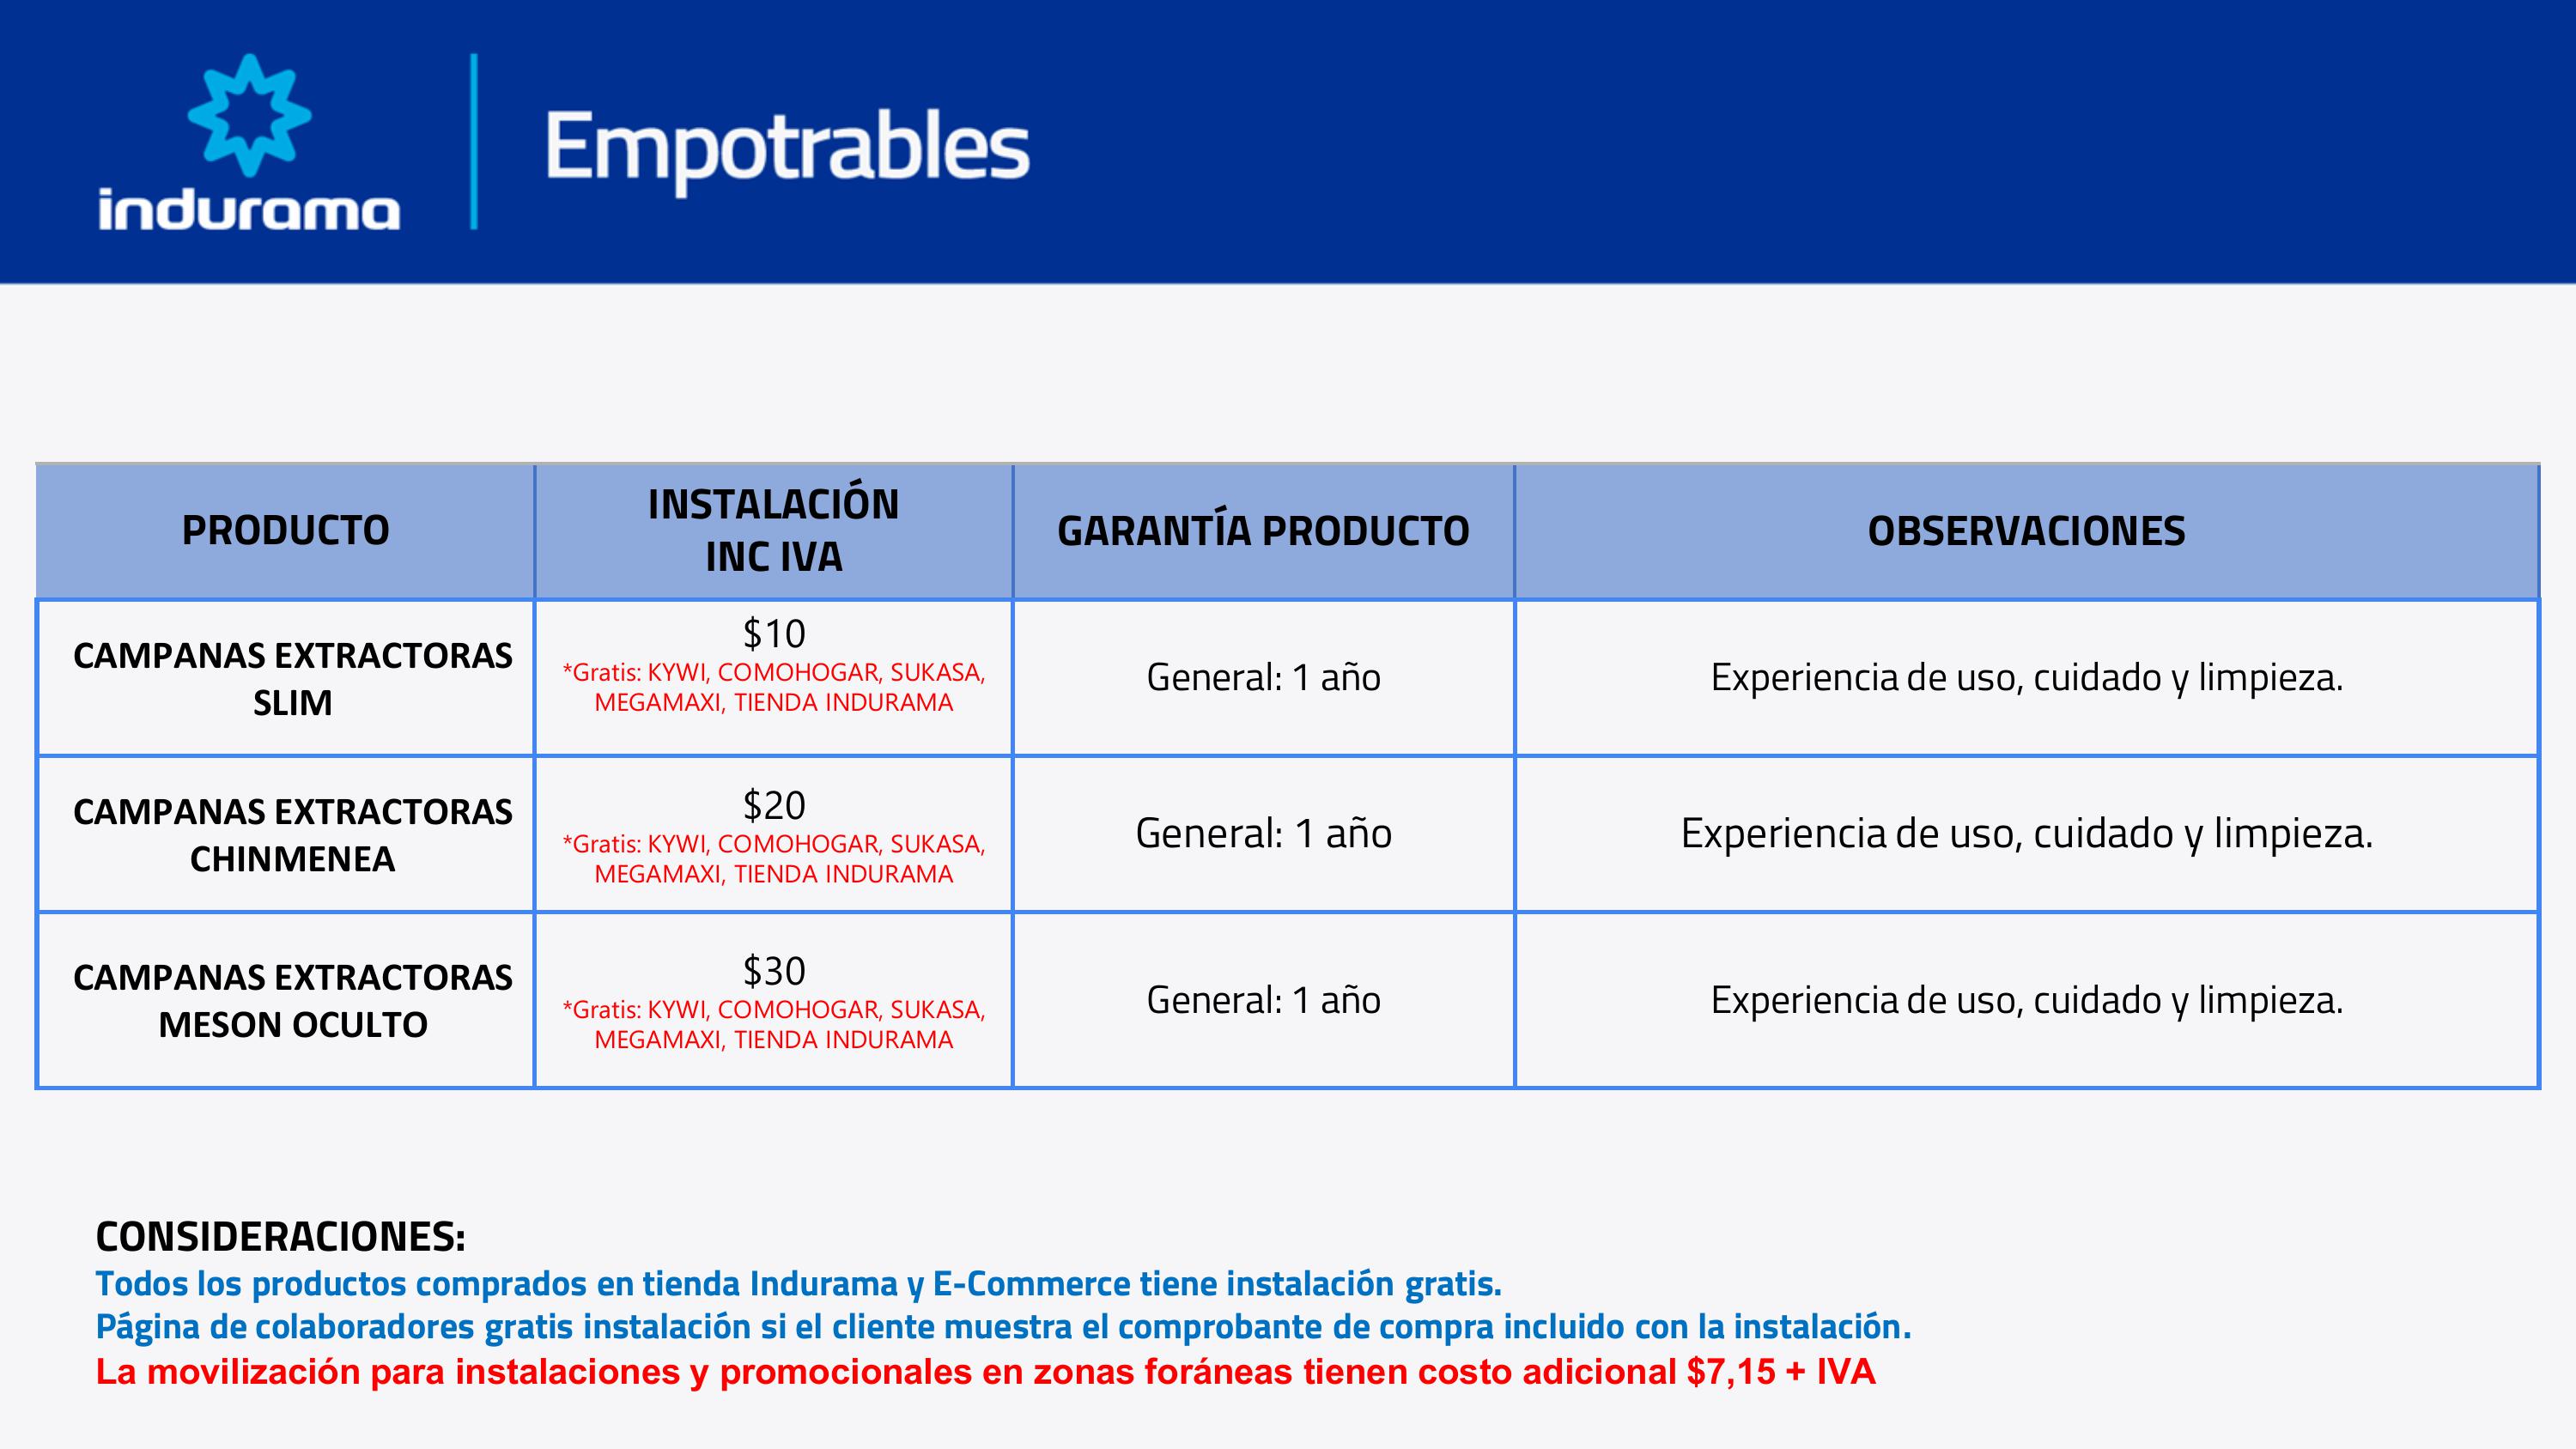 indurama
Empotrables
PRODUCTO
INSTALACIÓN
INC IVA
GARANTÍA PRODUCTO
OBSERVACIONES
CAMPANAS EXTRACTORAS
SLIM
$10
*Gratis: KYWI, COMOHOGAR, SUKASA,
MEGAMAXI, TIENDA INDURAMA
General: 1 año
Experiencia de uso, cuidado y limpieza.
CAMPANAS EXTRACTORAS
CHINMENEA
$20
*Gratis: KYWI, COMOHOGAR, SUKASA,
MEGAMAXI, TIENDA INDURAMA
General: 1 año
Experiencia de uso, cuidado y limpieza.
CAMPANAS EXTRACTORAS
MESON OCULTO
$30
*Gratis: KYWI, COMOHOGAR, SUKASA,
MEGAMAXI, TIENDA INDURAMA
General: 1 año
Experiencia de uso, cuidado y limpieza.
CONSIDERACIONES:
Todos los productos comprados en tienda Indurama y E-Commerce tiene instalación gratis.
Página de colaboradores gratis instalación si el cliente muestra el comprobante de compra incluido con la instalación.
La movilización para instalaciones y promocionales en zonas foráneas tienen costo adicional $7,15 + IVA